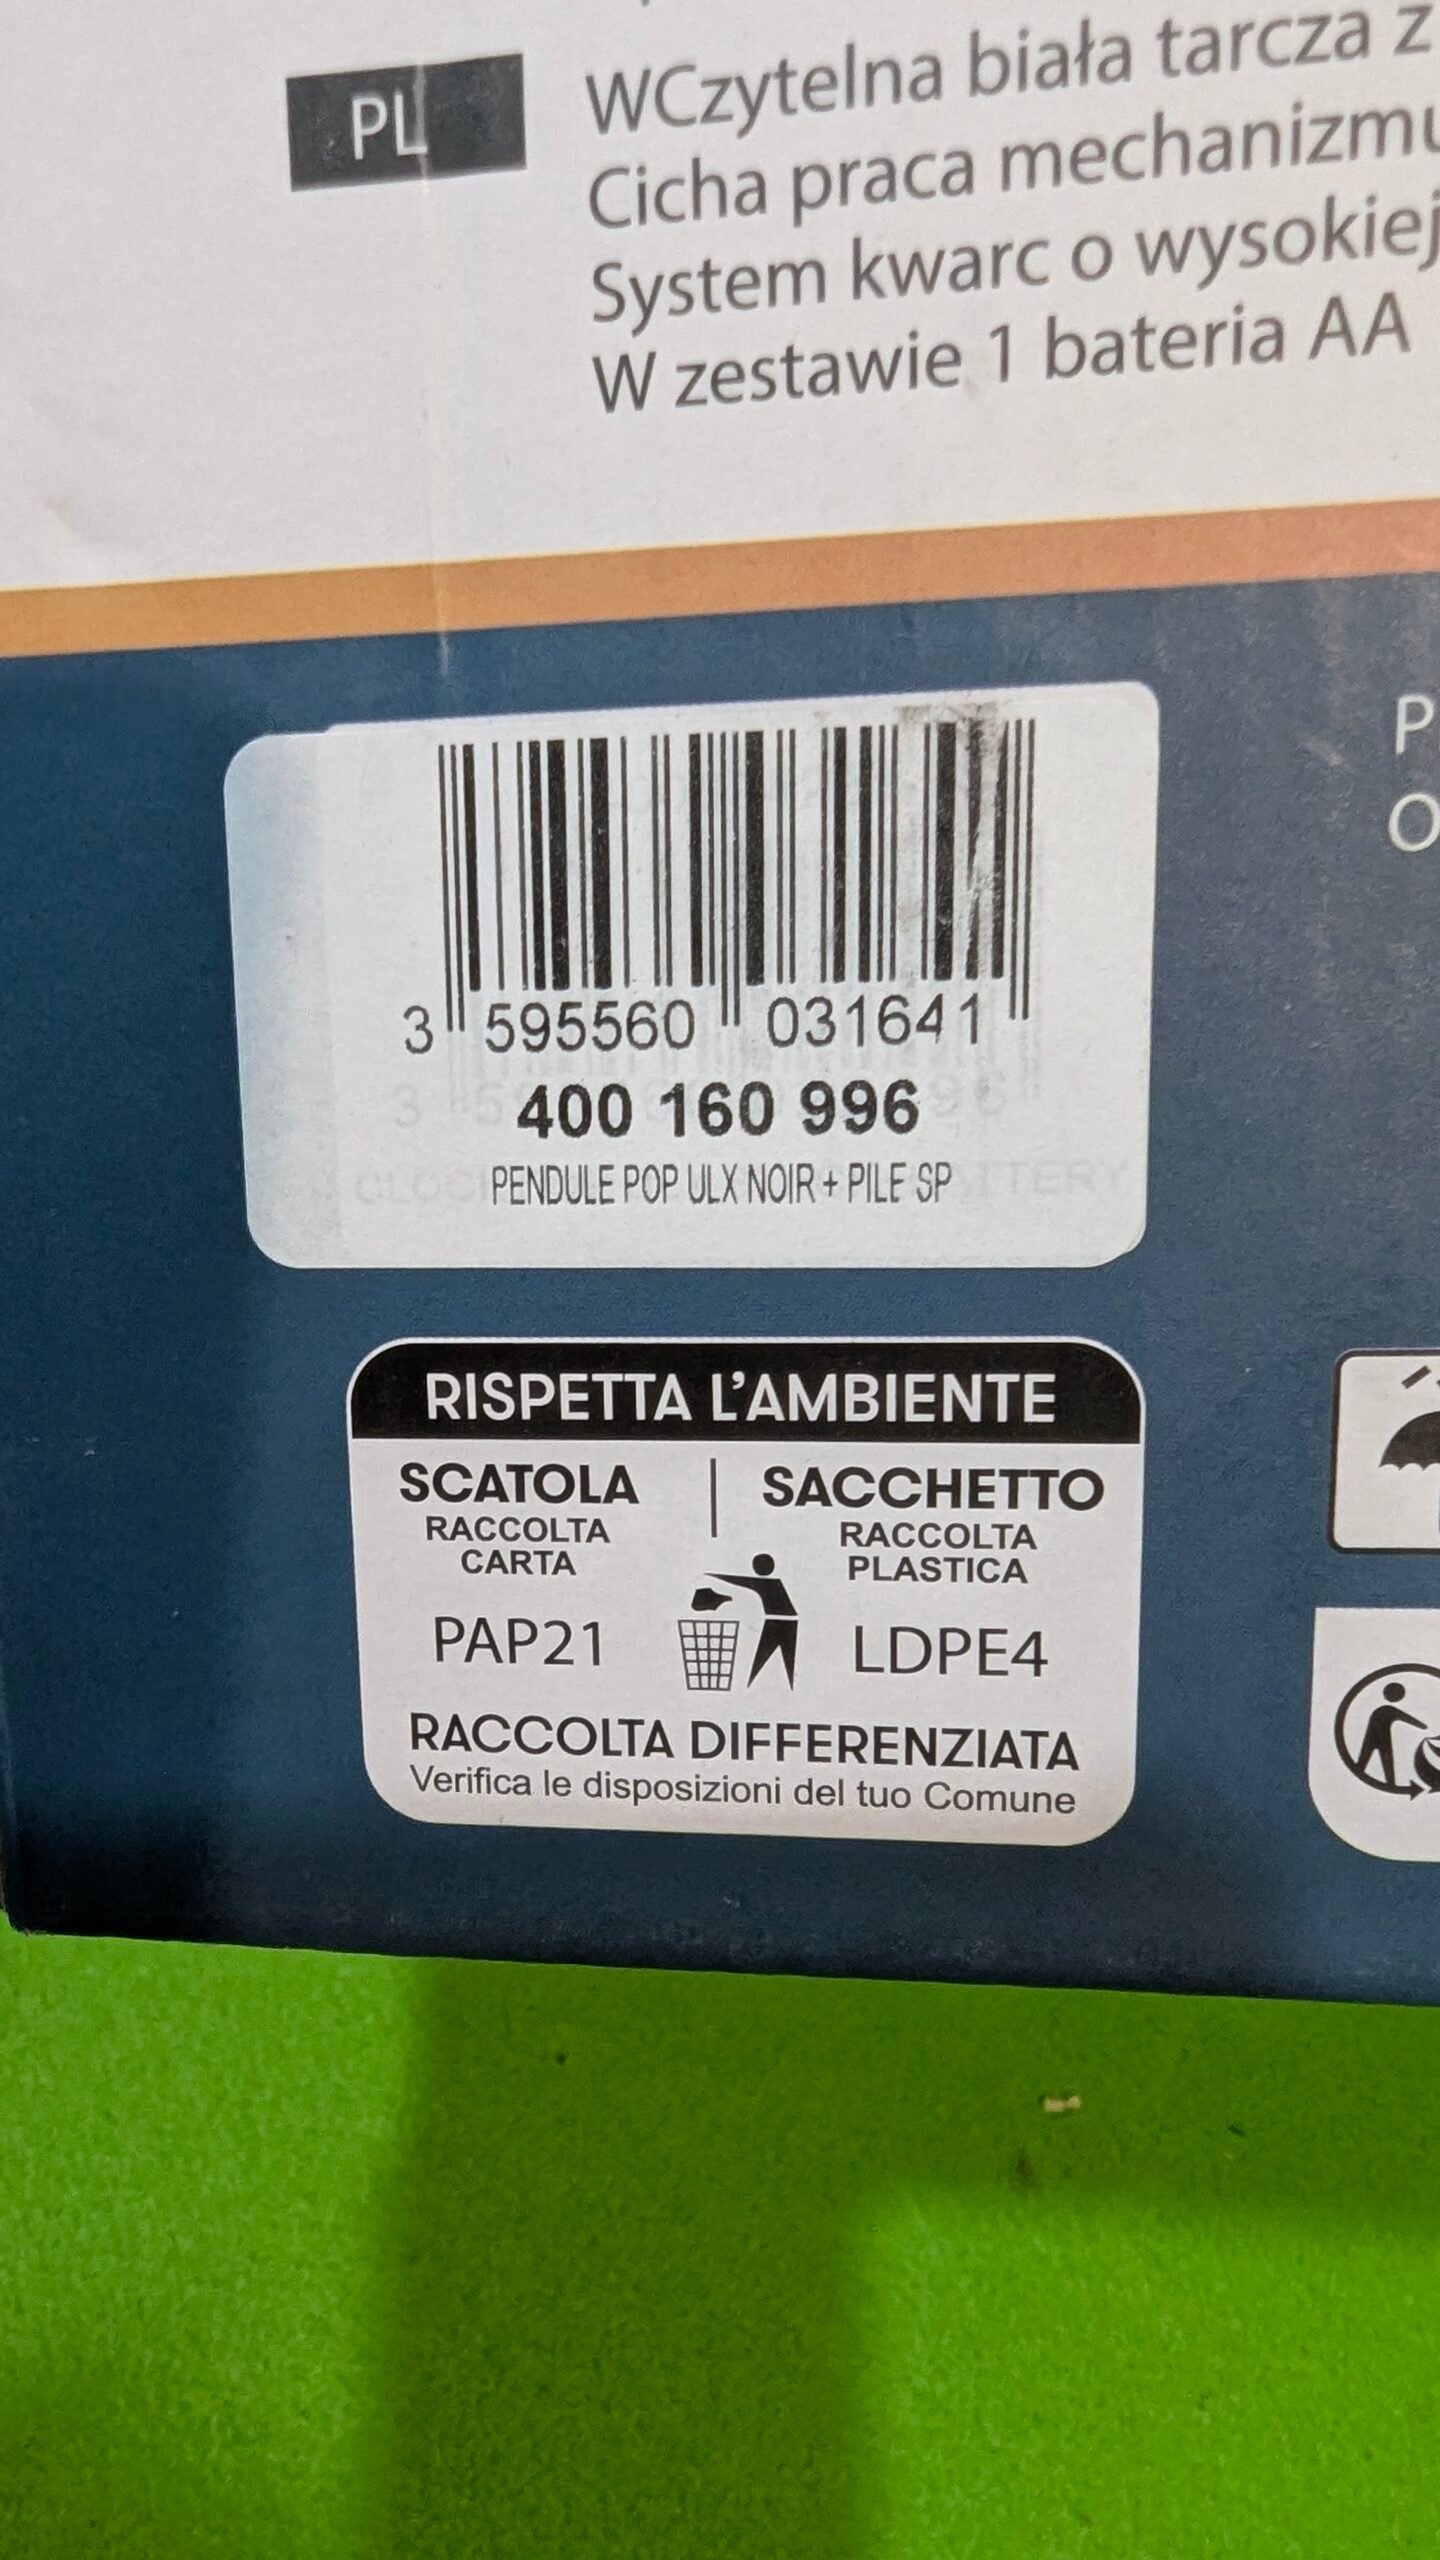 PL
WCzytelna biała tarcza z
Cicha praca mechanizmu
System kwarc o wysokiej
W zestawie 1 bateria AA
3 595560 031641
400 160 996
PENDULE POP ULX NOIR + PILE SP
RISPETTA L'AMBIENTE
SCATOLA | SACCHETTO
RACCOLTA CARTA RACCOLTA PLASTICA
PAP21 LDPE4
RACCOLTA DIFFERENZIATA
Verifica le disposizioni del tuo Comune